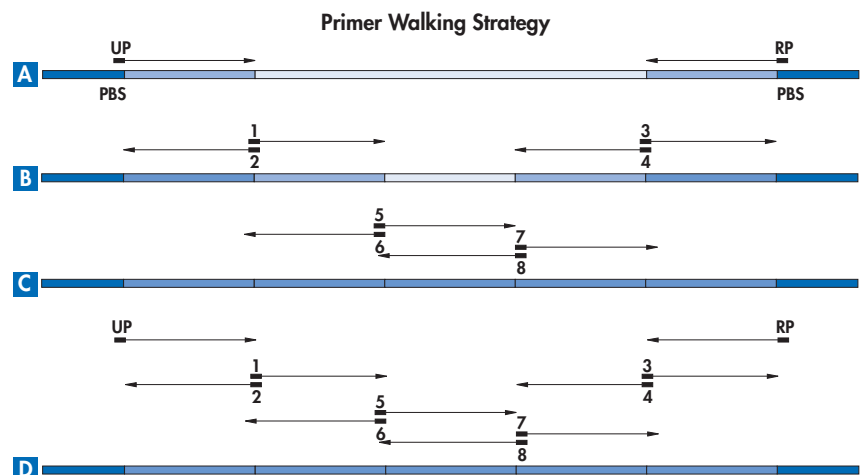 Primer Walking Strategy
UP RP
A
PBS PBS
1 3
2 4
B
5
6 7
8
C
UP RP
1 3
2 4
5
6 7
8
D